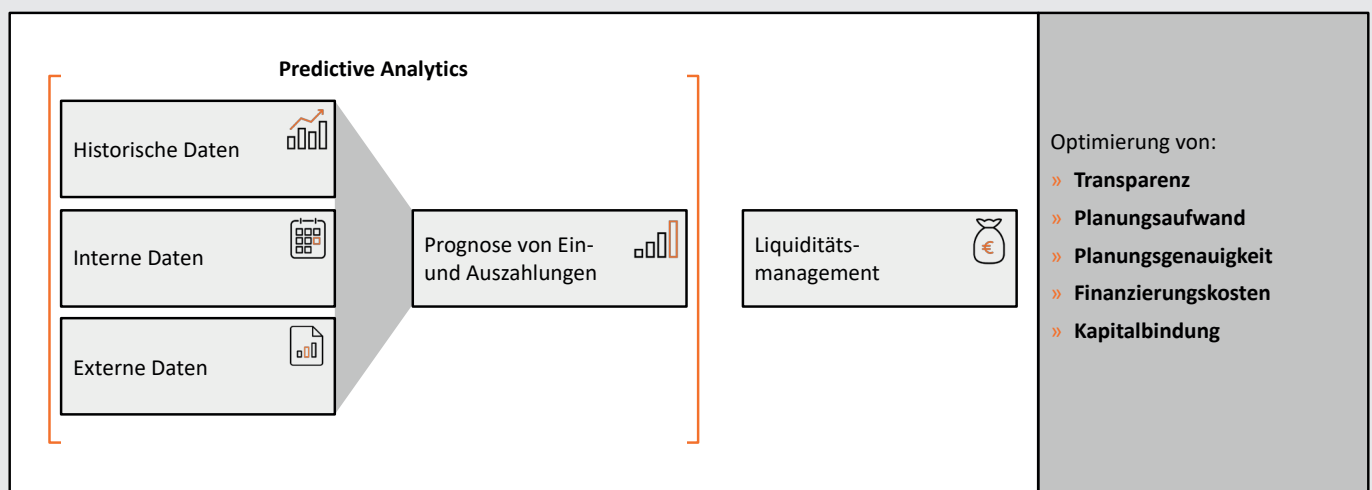 Predictive Analytics
Historische Daten
Interne Daten
Externe Daten
Prognose von Ein-
und Auszahlungen
Liquiditäts-
management
€
Optimierung von:
» Transparenz
» Planungsaufwand
» Planungsgenauigkeit
» Finanzierungskosten
» Kapitalbindung